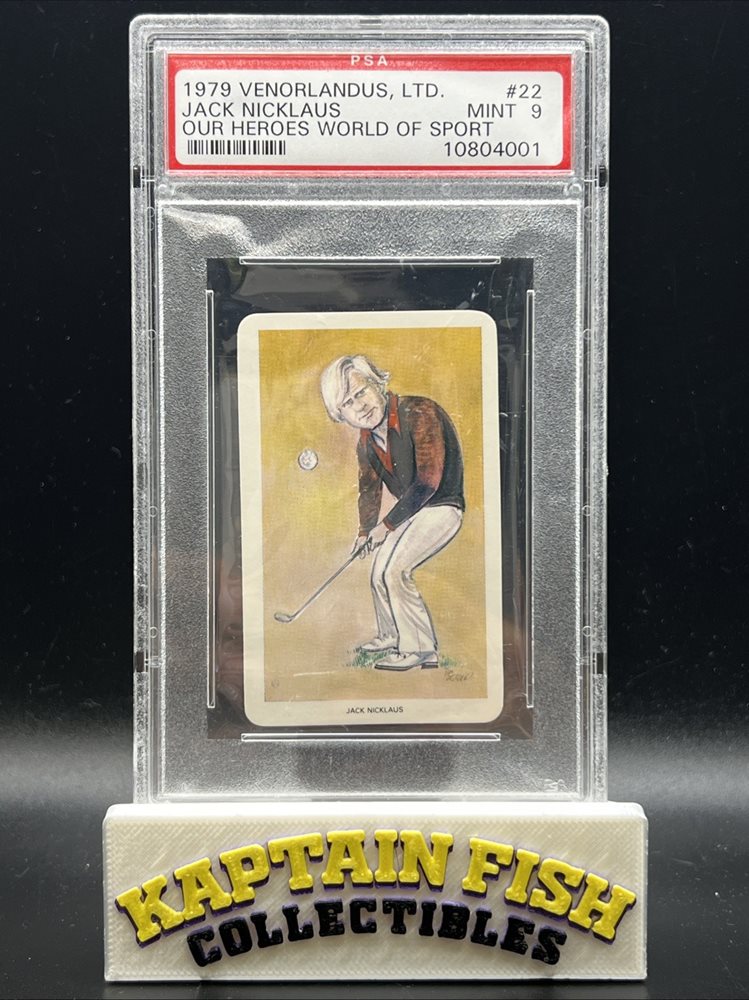 PSA
1979 VENORLANDUS, LTD. #22
JACK NICKLAUS MINT 9
OUR HEROES WORLD OF SPORT
10804001
JACK NICKLAUS
KAPTAIN FISH
COLLECTIBLES